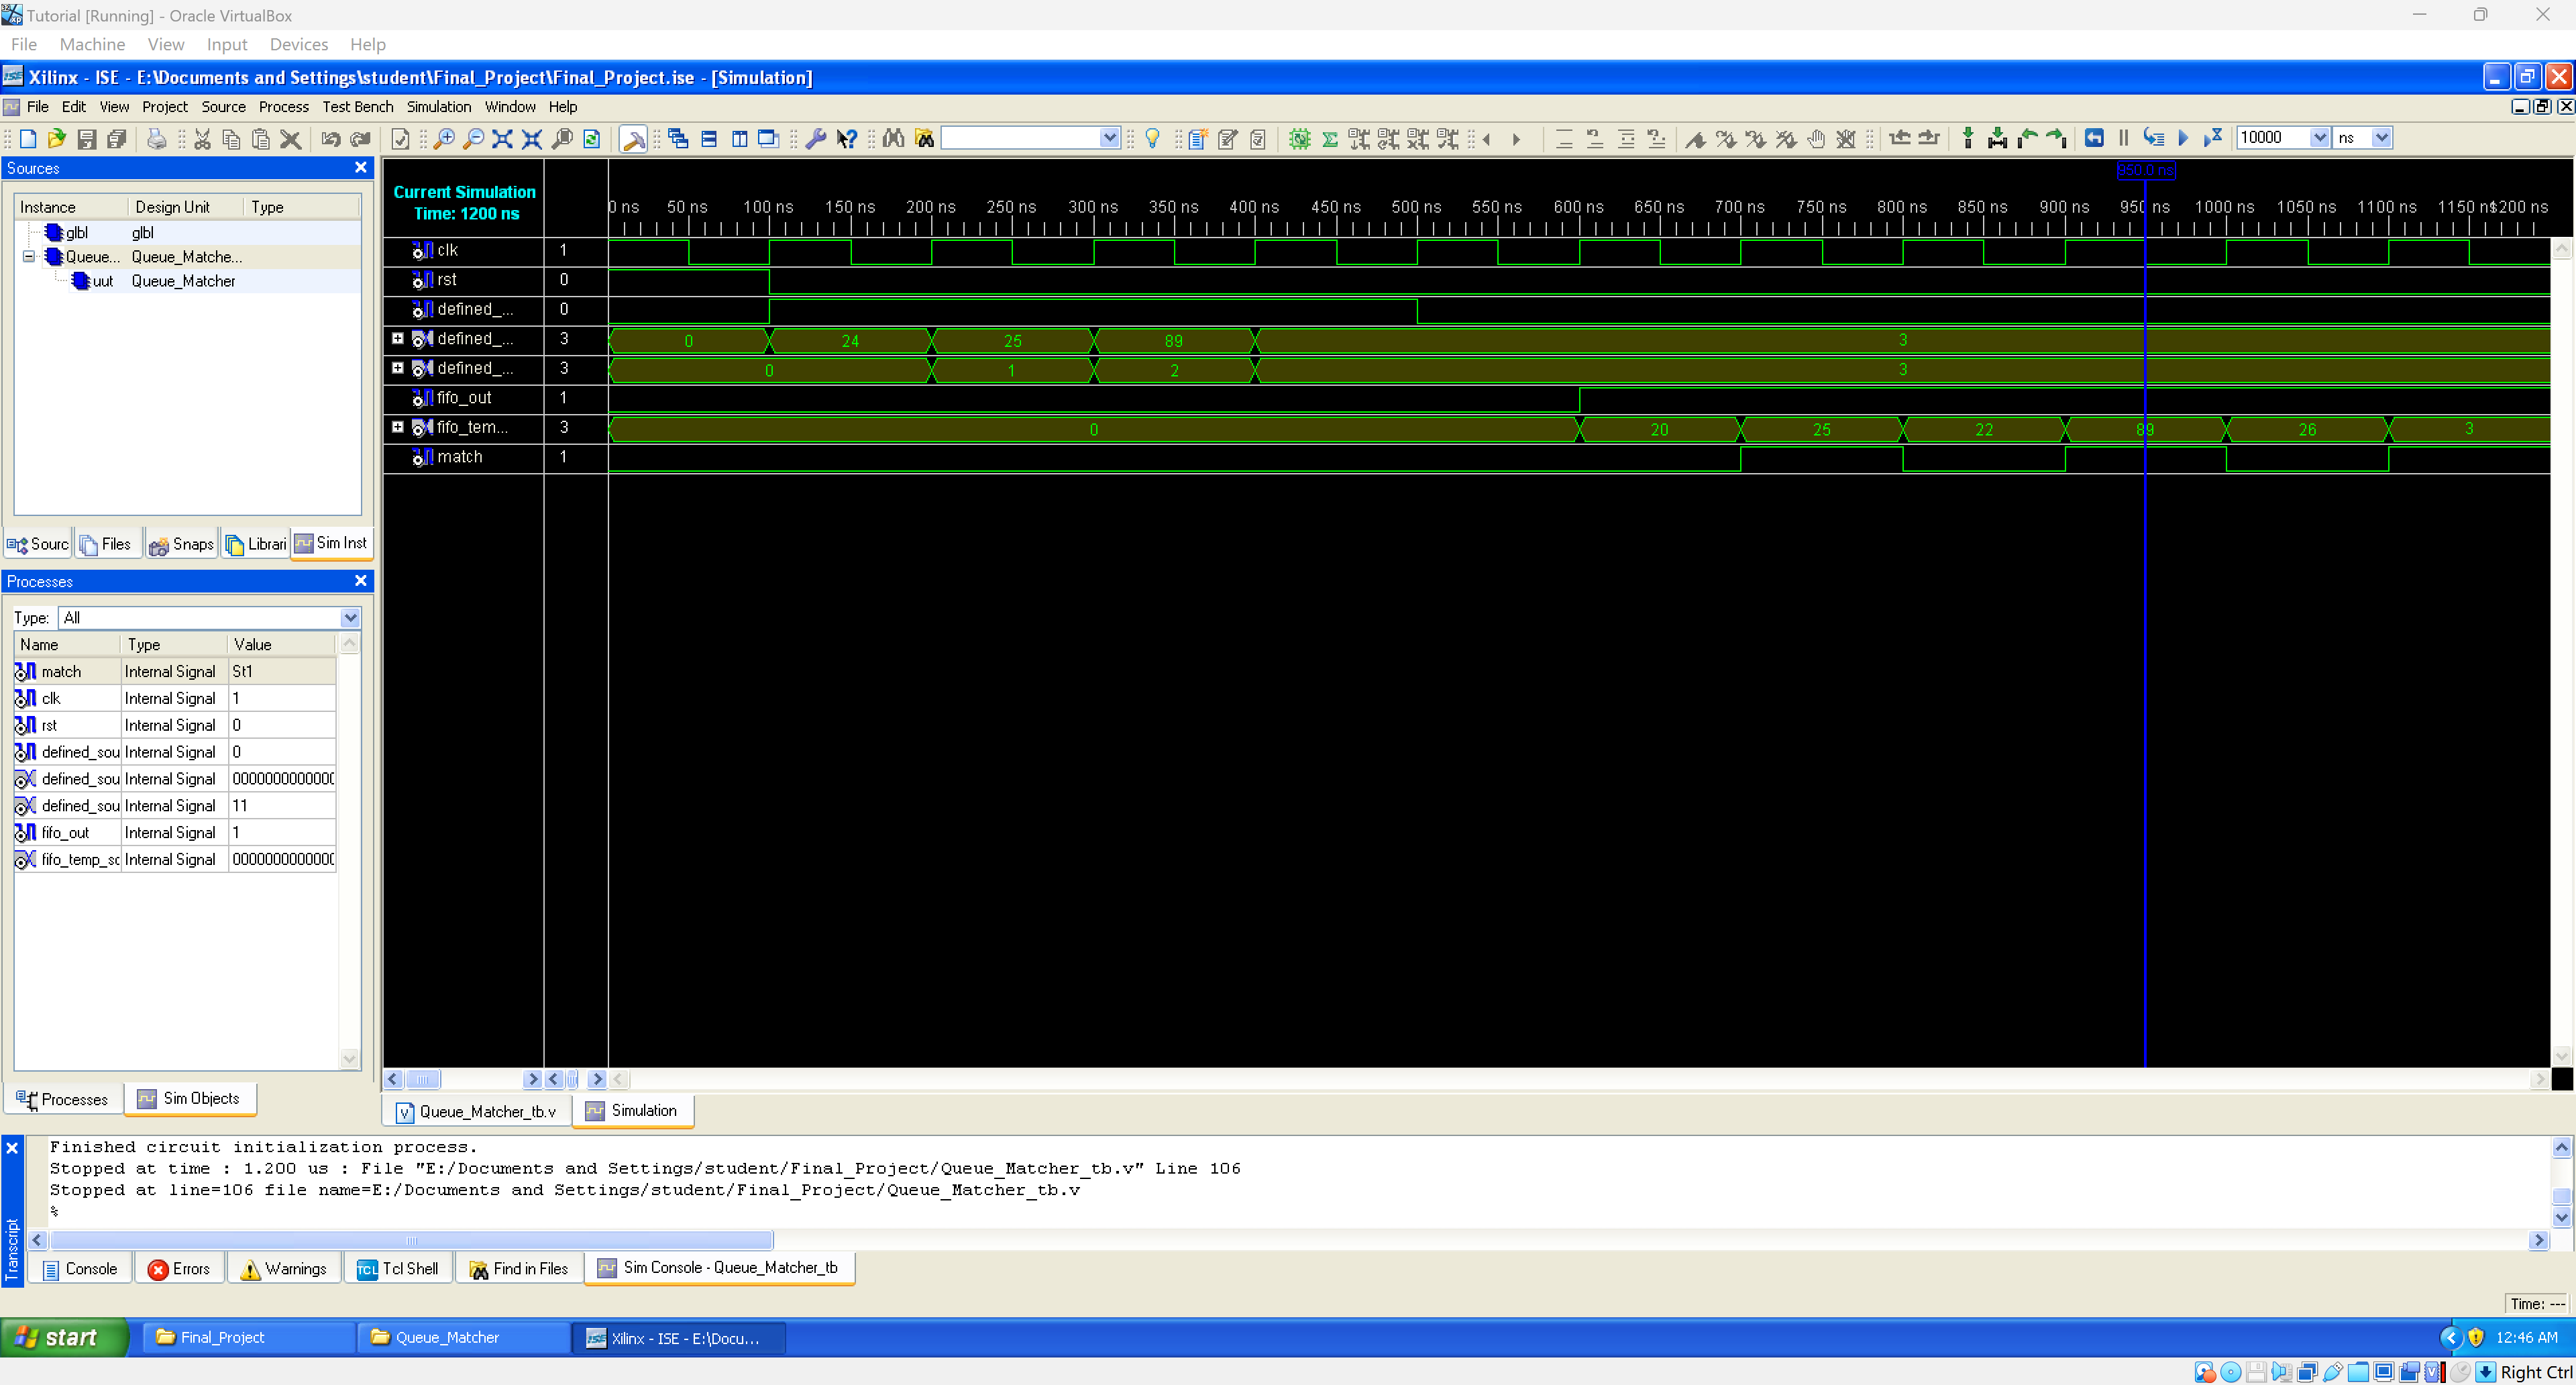 Tutorial [Running] - Oracle VirtualBox
File Machine View Input Devices Help
Xilinx - ISE - E:\Documents and Settings\student\Final_Project\Final_Project.ise - [Simulation]
File Edit View Project Source Process Test Bench Simulation Window Help
10000 ns
Sources
Instance Design Unit Type
glbl glbl
Queue... Queue_Matche...
uut Queue_Matcher
Sourc Files Snaps Librari Sim Inst
Processes
Type: All
Name Type Value
match Internal Signal St1
clk Internal Signal 1
rst Internal Signal 0
defined_sou Internal Signal 0
defined_sou Internal Signal 0000000000000
defined_sou Internal Signal 11
fifo_out Internal Signal 1
fifo_temp_sc Internal Signal 0000000000000
Processes Sim Objects
950.0 ns
Current Simulation
Time: 1200 ns
0 ns 50 ns 100 ns 150 ns 200 ns 250 ns 300 ns 350 ns 400 ns 450 ns 500 ns 550 ns 600 ns 650 ns 700 ns 750 ns 800 ns 850 ns 900 ns 950 ns 1000 ns 1050 ns 1100 ns 1150 ns 1200 ns
clk 1
rst 0
defined_... 0
defined_... 3 0 24 25 89 3
defined_... 3 0 1 2 3
fifo_out 1
fifo_tem... 3 0 20 25 22 89 26 3
match 1
Queue_Matcher_tb.v Simulation
Transcript
Finished circuit initialization process.
Stopped at time : 1.200 us : File "E:/Documents and Settings/student/Final_Project/Queue_Matcher_tb.v" Line 106
Stopped at line=106 file name=E:/Documents and Settings/student/Final_Project/Queue_Matcher_tb.v
%
Console Errors Warnings TCL Tcl Shell Find in Files Sim Console - Queue_Matcher_tb
Time: ---
start Final_Project Queue_Matcher ISE Xilinx - ISE - E:\Docu... 12:46 AM
Right Ctrl